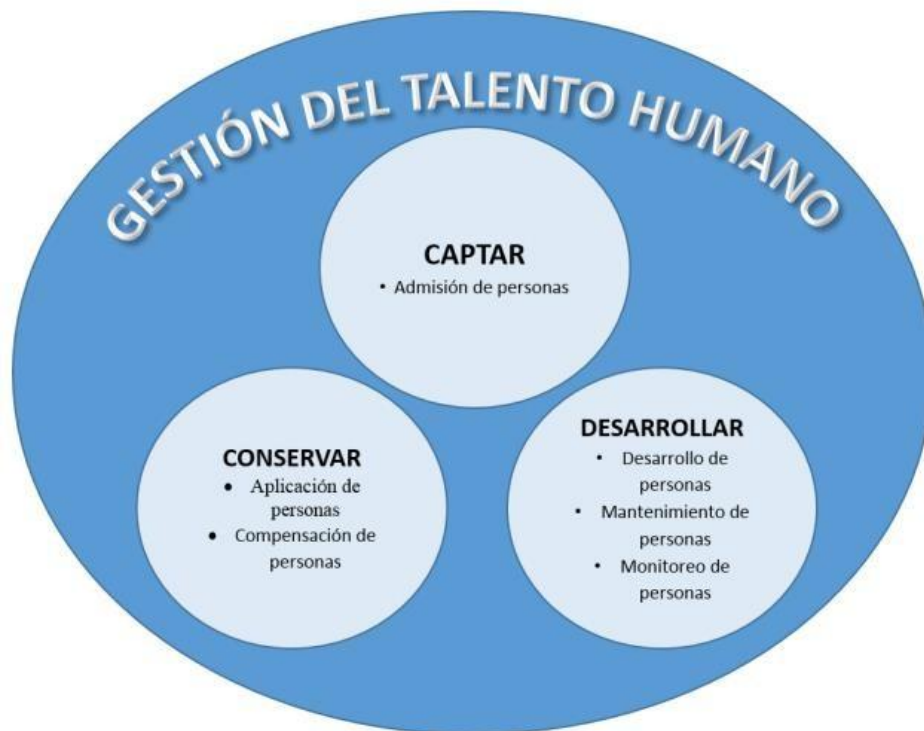 GESTIÓN DEL TALENTO HUMANO
CAPTAR
• Admisión de personas
CONSERVAR
• Aplicación de
personas
• Compensación de
personas
DESARROLLAR
• Desarrollo de
personas
• Mantenimiento de
personas
• Monitoreo de
personas